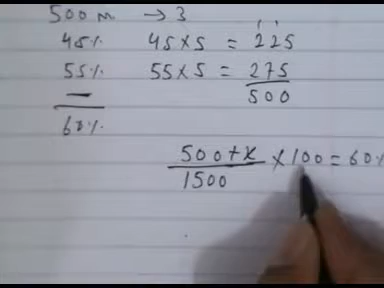 500 m → 3
45% 45×5 = 225
55% 55×5 = 275
— 500
60%
500+x/1500 ×100 = 60%